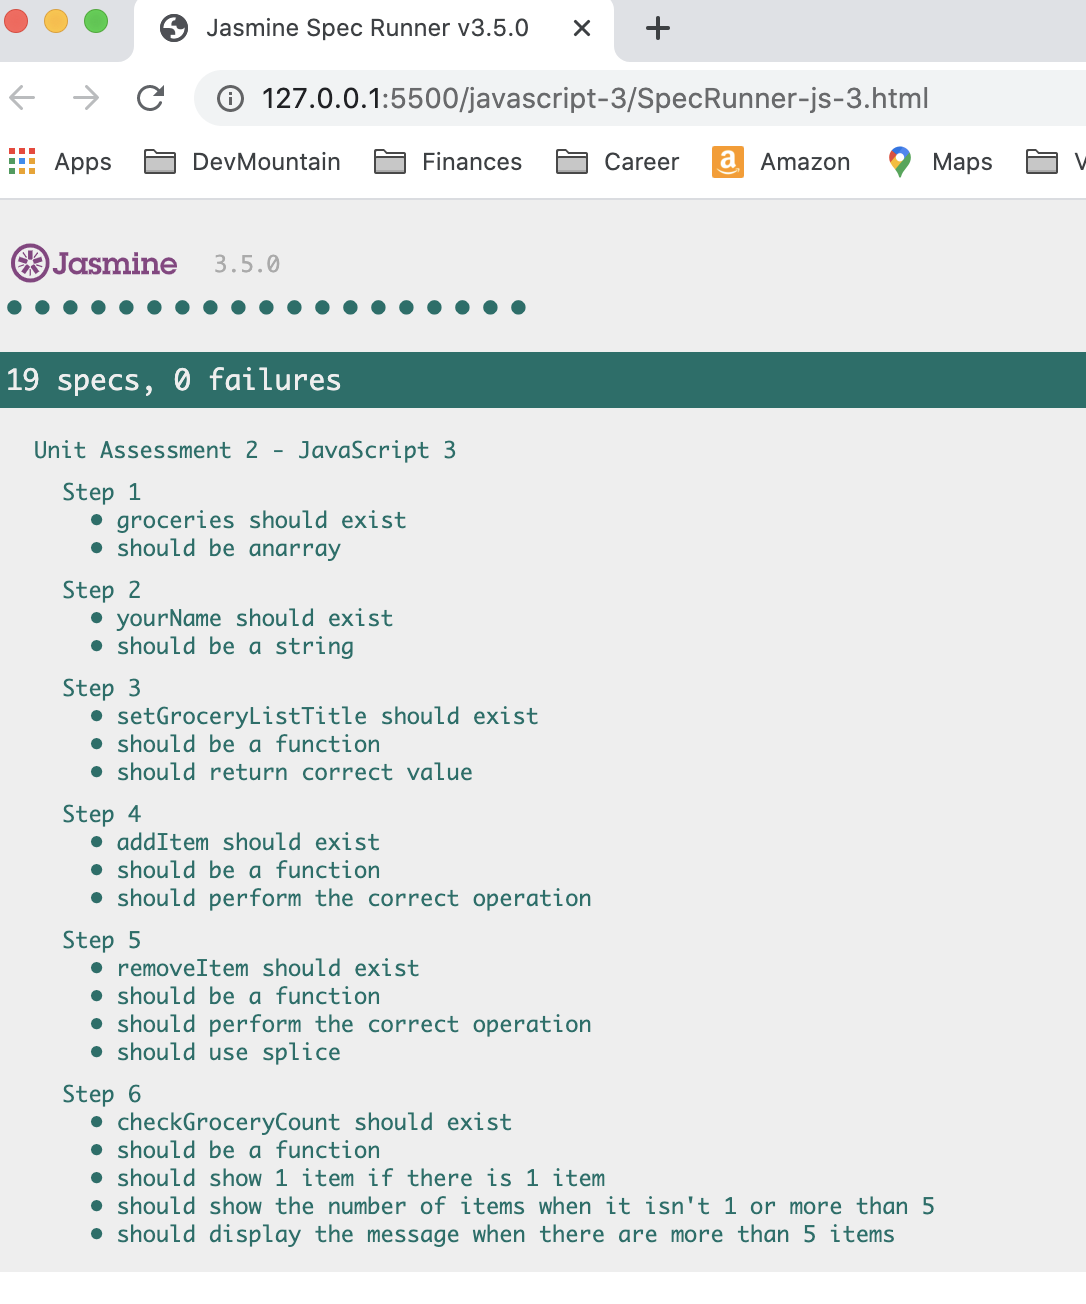 Jasmine Spec Runner v3.5.0
127.0.0.1:5500/javascript-3/SpecRunner-js-3.html
Apps DevMountain Finances Career Amazon Maps V
Jasmine 3.5.0
19 specs, 0 failures
Unit Assessment 2 - JavaScript 3
Step 1
• groceries should exist
• should be anarray
Step 2
• yourName should exist
• should be a string
Step 3
• setGroceryListTitle should exist
• should be a function
• should return correct value
Step 4
• addItem should exist
• should be a function
• should perform the correct operation
Step 5
• removeItem should exist
• should be a function
• should perform the correct operation
• should use splice
Step 6
• checkGroceryCount should exist
• should be a function
• should show 1 item if there is 1 item
• should show the number of items when it isn't 1 or more than 5
• should display the message when there are more than 5 items